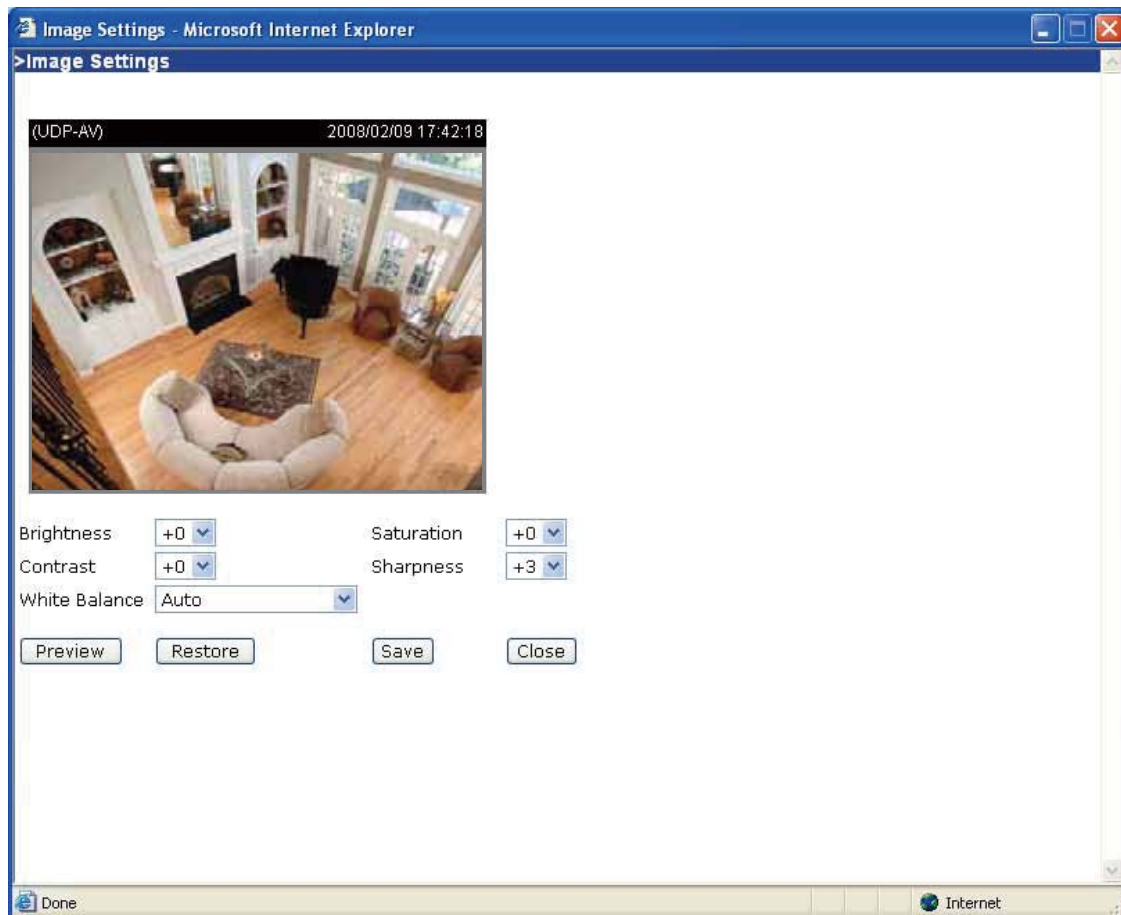 Image Settings - Microsoft Internet Explorer
>Image Settings
(UDP-AV) 2008/02/09 17:42:18
Brightness +0 Saturation +0
Contrast +0 Sharpness +3
White Balance Auto
Preview Restore Save Close
Done Internet